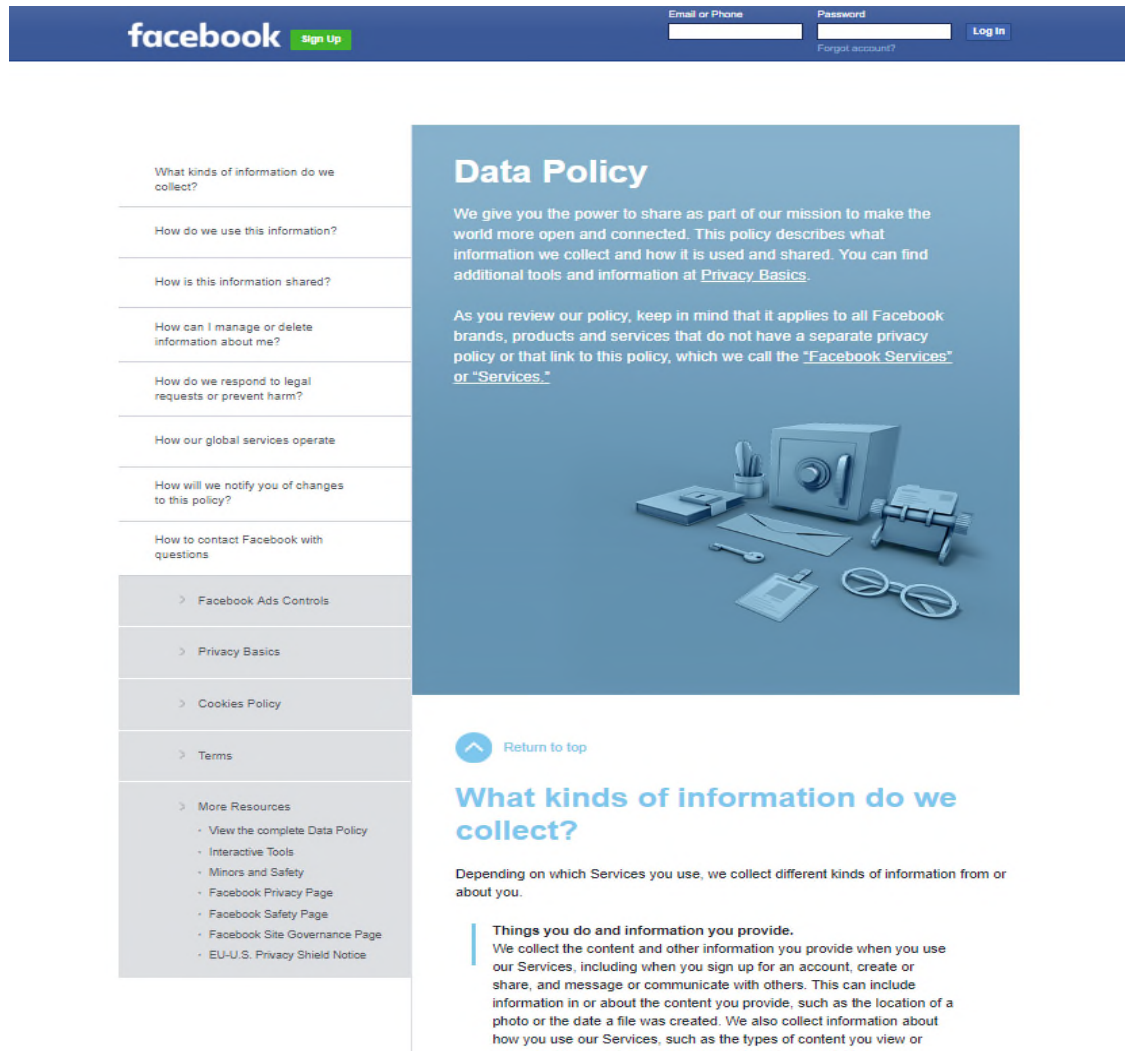 facebook
Sign Up
Email or Phone
Password
Log In
Forgot account?
What kinds of information do we
collect?
How do we use this information?
How is this information shared?
How can I manage or delete
information about me?
How do we respond to legal
requests or prevent harm?
How our global services operate
How will we notify you of changes
to this policy?
How to contact Facebook with
questions
Facebook Ads Controls
Privacy Basics
Cookies Policy
Terms
More Resources
View the complete Data Policy
Interactive Tools
Minors and Safety
Facebook Privacy Page
Facebook Safety Page
Facebook Site Governance Page
EU-U.S. Privacy Shield Notice
Data Policy
We give you the power to share as part of our mission to make the
world more open and connected. This policy describes what
information we collect and how it is used and shared. You can find
additional tools and information at Privacy Basics.
As you review our policy, keep in mind that it applies to all Facebook
brands, products and services that do not have a separate privacy
policy or that link to this policy, which we call the “Facebook Services”
or “Services.”
Return to top
What kinds of information do we
collect?
Depending on which Services you use, we collect different kinds of information from or
about you.
Things you do and information you provide.
We collect the content and other information you provide when you use
our Services, including when you sign up for an account, create or
share, and message or communicate with others. This can include
information in or about the content you provide, such as the location of a
photo or the date a file was created. We also collect information about
how you use our Services, such as the types of content you view or